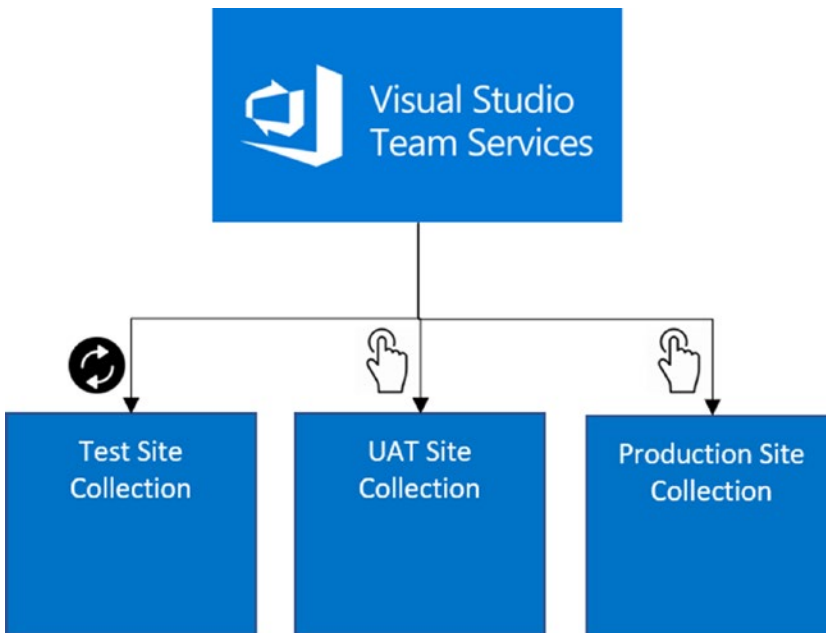 Visual Studio
Team Services
Test Site
Collection
UAT Site
Collection
Production Site
Collection